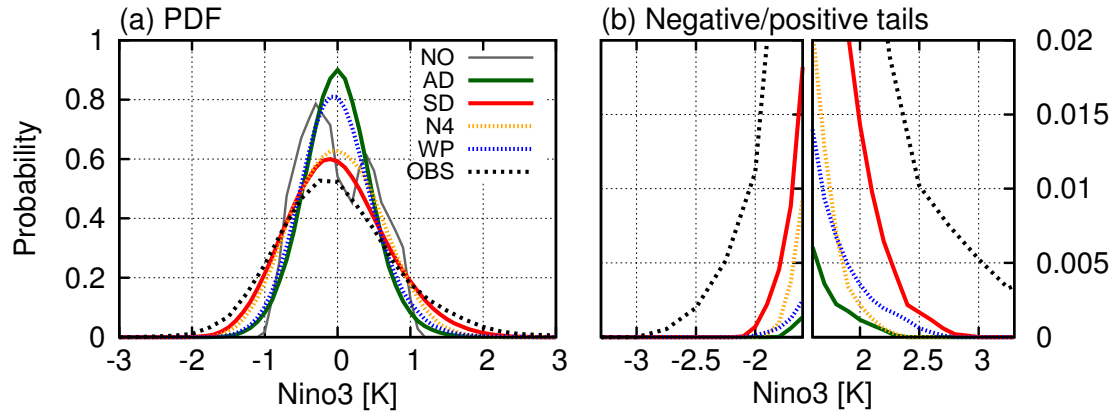 (a) PDF
Probability
1
0.8
0.6
0.4
0.2
0
-3
-2
-1
0
1
2
3
Nino3 [K]
NO
AD
SD
N4
WP
OBS
(b) Negative/positive tails
0.02
0.015
0.01
0.005
0
-3
-2.5
-2
2
2.5
3
Nino3 [K]